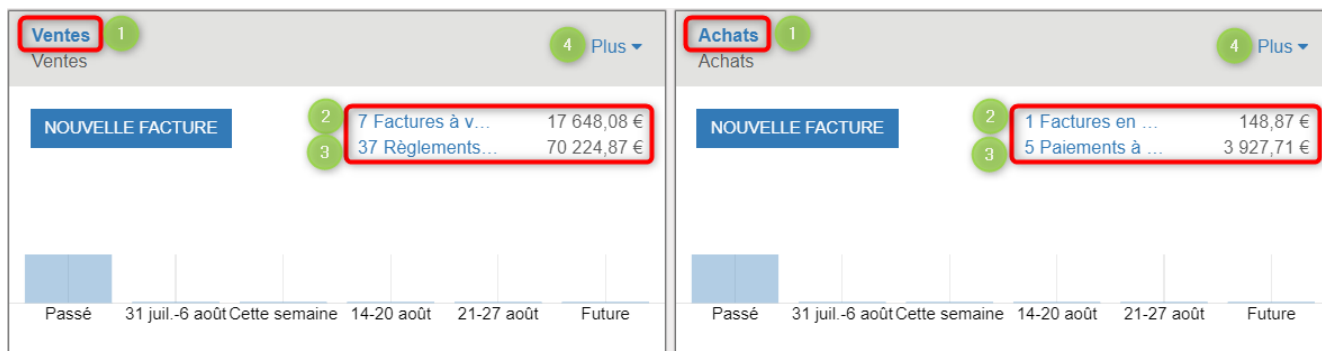 Ventes 1
Ventes
4 Plus
NOUVELLE FACTURE
2 7 Factures à v... 17 648,08 €
3 37 Règlements... 70 224,87 €
Passé 31 juil.-6 août Cette semaine 14-20 août 21-27 août Future
Achats 1
Achats
4 Plus
NOUVELLE FACTURE
2 1 Factures en ... 148,87 €
3 5 Paiements à ... 3 927,71 €
Passé 31 juil.-6 août Cette semaine 14-20 août 21-27 août Future